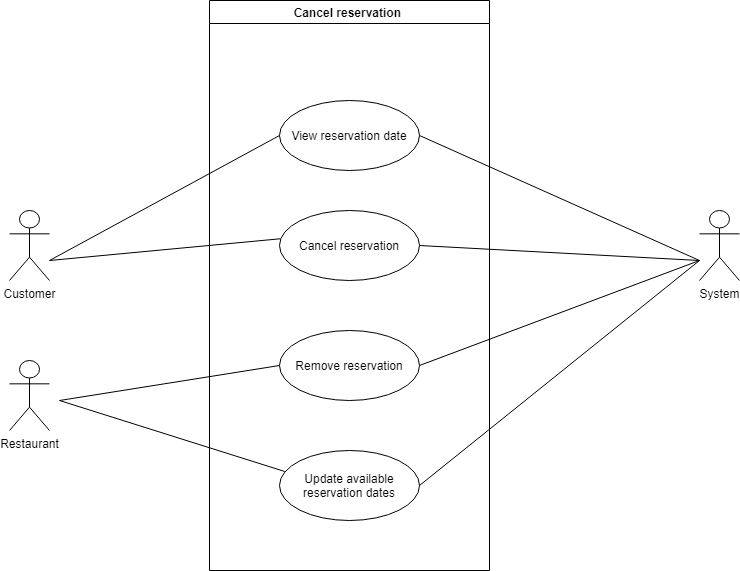 Cancel reservation
View reservation date
Cancel reservation
Customer
System
Remove reservation
Restaurant
Update available
reservation dates